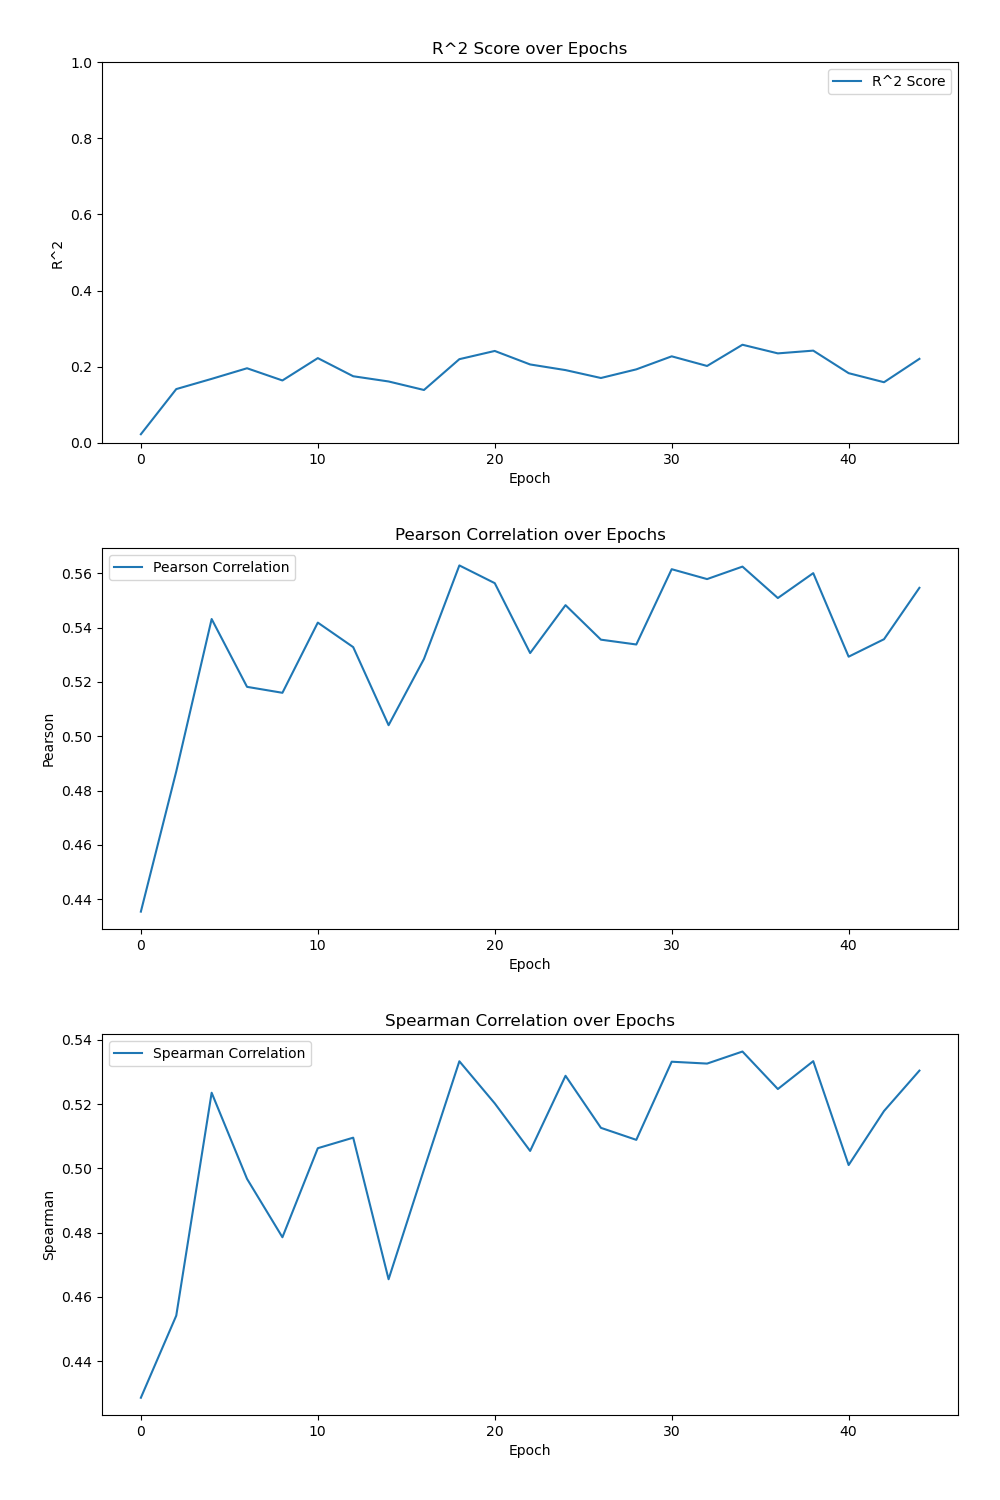 R^2 Score over Epochs
1.0
R^2 Score
0.8
0.6
R^2
0.4
0.2
0.0
0 10 20 30 40
Epoch
Pearson Correlation over Epochs
Pearson Correlation
0.56
0.54
0.52
Pearson
0.50
0.48
0.46
0.44
0 10 20 30 40
Epoch
Spearman Correlation over Epochs
0.54
Spearman Correlation
0.52
0.50
Spearman
0.48
0.46
0.44
0 10 20 30 40
Epoch